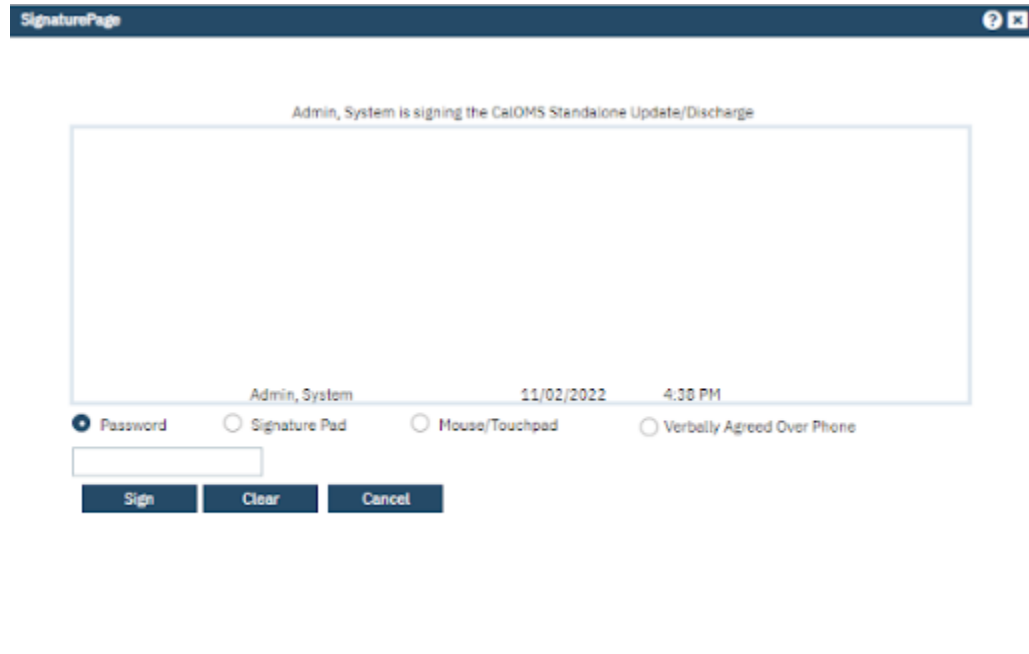 SignaturePage
Admin, System is signing the CalOMS Standalone Update/Discharge
Admin, System 11/02/2022 4:38 PM
Password Signature Pad Mouse/Touchpad Verbally Agreed Over Phone
Sign Clear Cancel